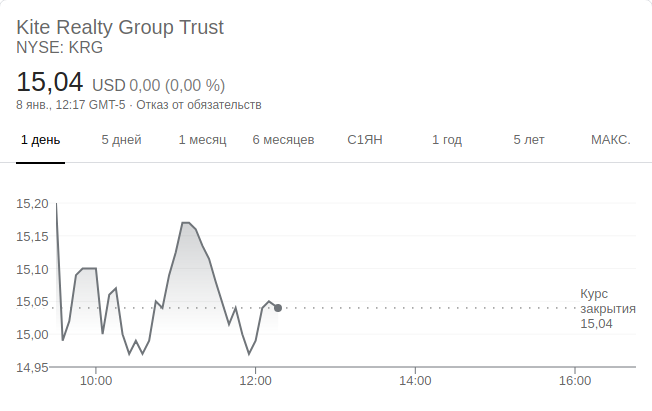 Kite Realty Group Trust
NYSE: KRG
15,04 USD 0,00 (0,00 %)
8 янв., 12:17 GMT-5 · Отказ от обязательств
1 день 5 дней 1 месяц 6 месяцев С1ЯН 1 год 5 лет МАКС.
15,20
15,15
15,10
15,05
15,00
14,95
Курс
закрытия
15,04
10:00 12:00 14:00 16:00